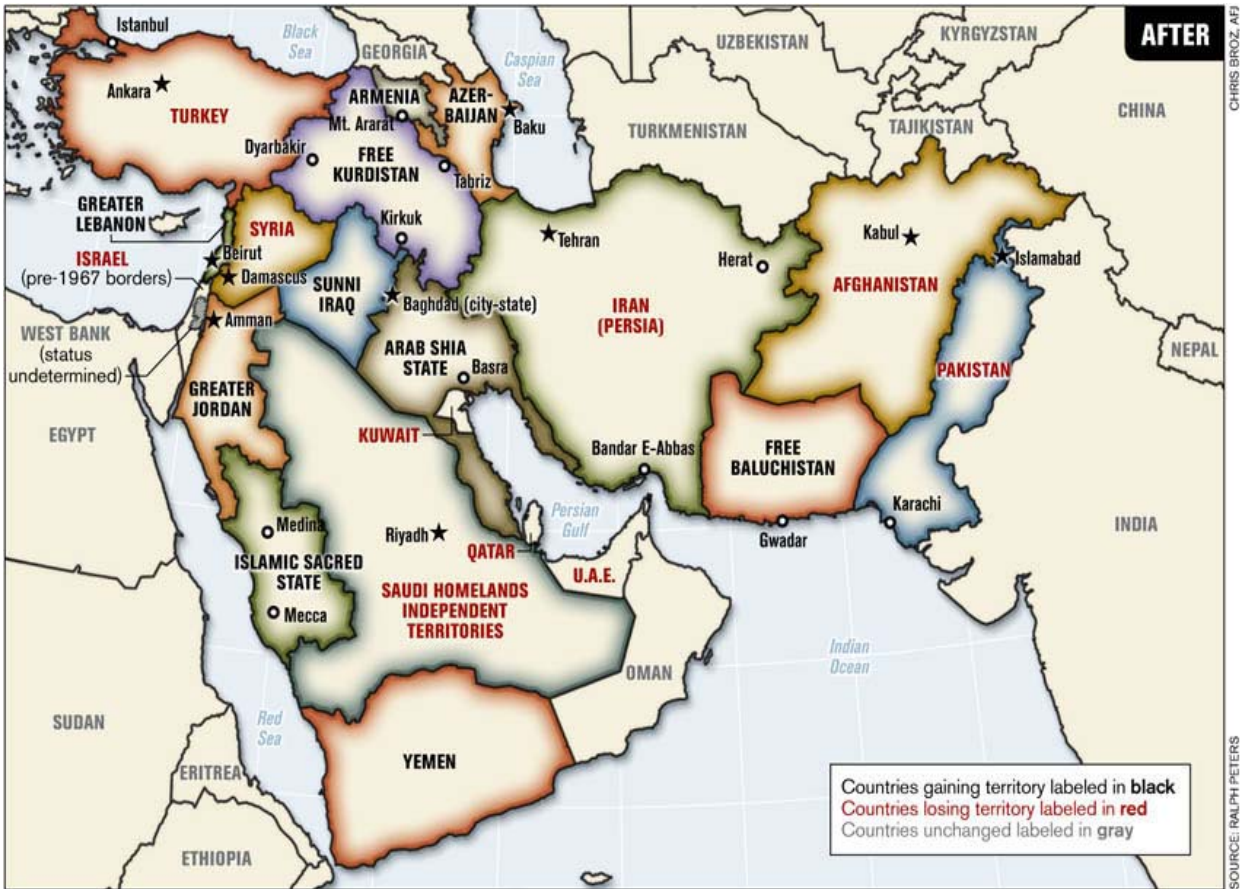 AFTER
CHRIS BROZ, AFJ
Istanbul
Black
Sea
GEORGIA
Caspian
Sea
UZBEKISTAN
KYRGYZSTAN
Ankara
TURKEY
ARMENIA
Mt. Ararat
AZER-
BAIJAN
Baku
TURKMENISTAN
TAJIKISTAN
CHINA
Dyarbakir
FREE
KURDISTAN
Tabriz
GREATER
LEBANON
SYRIA
Kirkuk
Tehran
Herat
Kabul
Islamabad
ISRAEL
(pre-1967 borders)
Beirut
Damascus
SUNNI
IRAQ
Baghdad (city-state)
IRAN
(PERSIA)
AFGHANISTAN
WEST BANK
(status
undetermined)
Amman
ARAB SHIA
STATE
Basra
PAKISTAN
NEPAL
GREATER
JORDAN
EGYPT
KUWAIT
Bandar E-Abbas
FREE
BALUCHISTAN
Karachi
Gwadar
INDIA
Medina
Riyadh
Persian
Gulf
QATAR
U.A.E.
ISLAMIC SACRED
STATE
Mecca
SAUDI HOMELANDS
INDEPENDENT
TERRITORIES
OMAN
Indian
Ocean
SUDAN
Red
Sea
YEMEN
ERITREA
ETHIOPIA
Countries gaining territory labeled in black
Countries losing territory labeled in red
Countries unchanged labeled in gray
SOURCE: RALPH PETERS